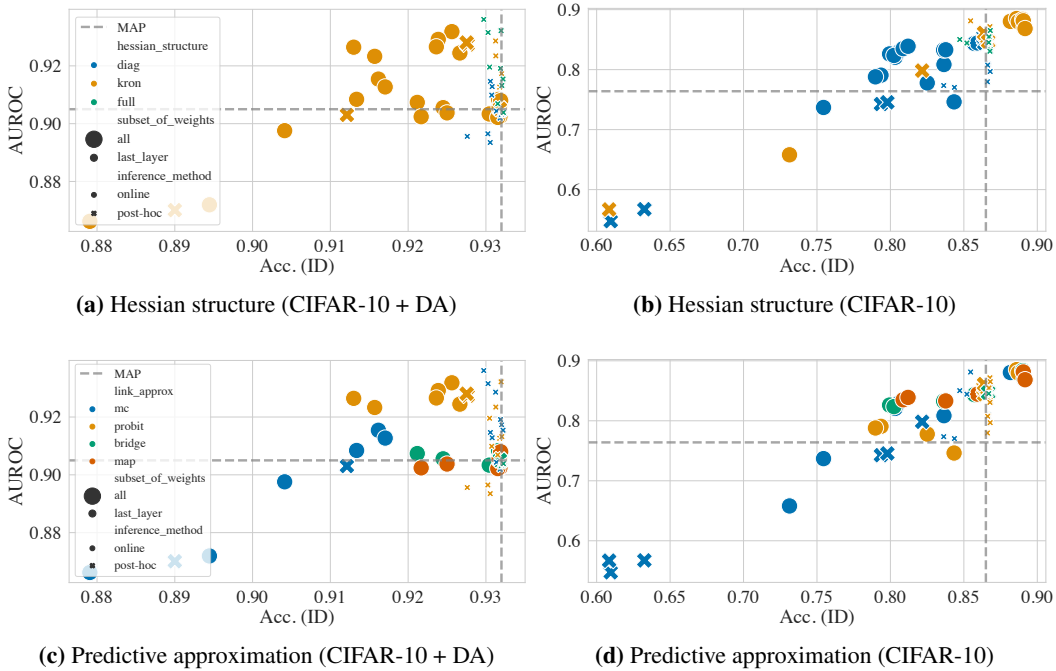 AUROC
0.92
0.90
0.88
MAP
hessian_structure
diag
kron
full
subset_of_weights
all
last_layer
inference_method
online
post-hoc
0.88 0.89 0.90 0.91 0.92 0.93
Acc. (ID)
(a) Hessian structure (CIFAR-10 + DA)
AUROC
0.9
0.8
0.7
0.6
0.60 0.65 0.70 0.75 0.80 0.85 0.90
Acc. (ID)
(b) Hessian structure (CIFAR-10)
AUROC
0.92
0.90
0.88
MAP
link_approx
mc
probit
bridge
map
subset_of_weights
all
last_layer
inference_method
online
post-hoc
0.88 0.89 0.90 0.91 0.92 0.93
Acc. (ID)
(c) Predictive approximation (CIFAR-10 + DA)
AUROC
0.9
0.8
0.7
0.6
0.60 0.65 0.70 0.75 0.80 0.85 0.90
Acc. (ID)
(d) Predictive approximation (CIFAR-10)